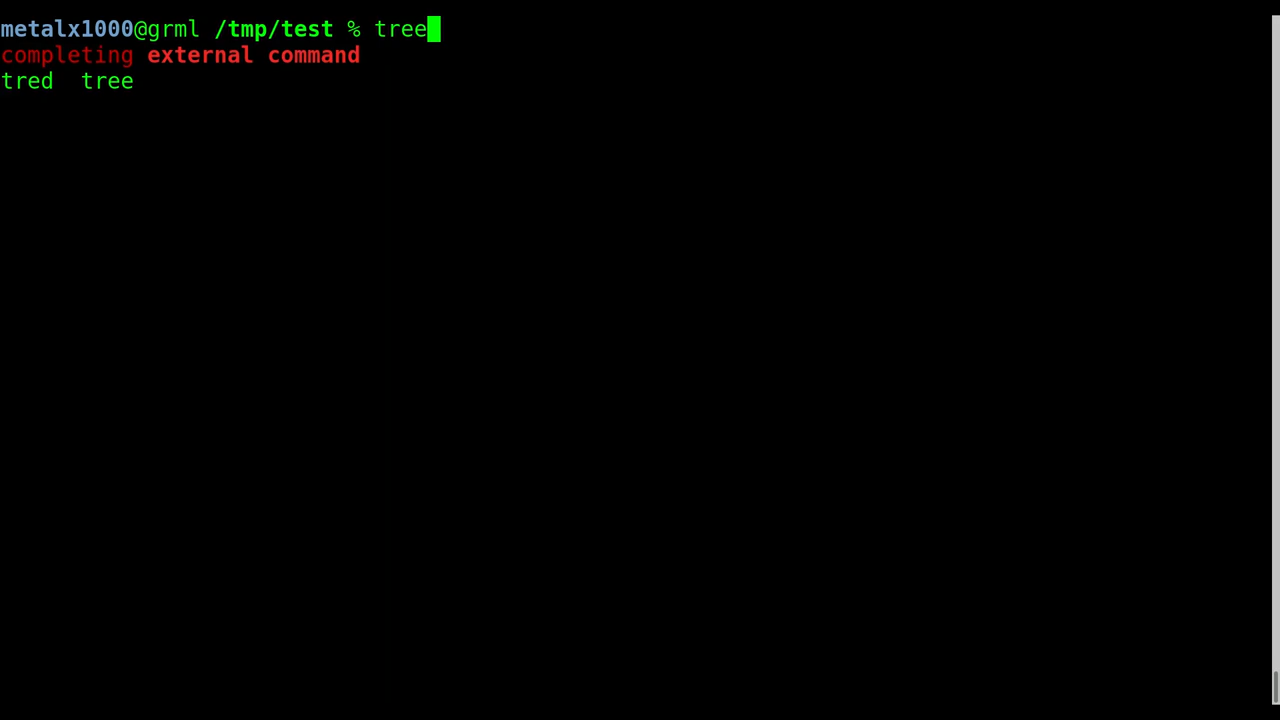 metalx1000@grml /tmp/test % tree
completing external command
tred  tree